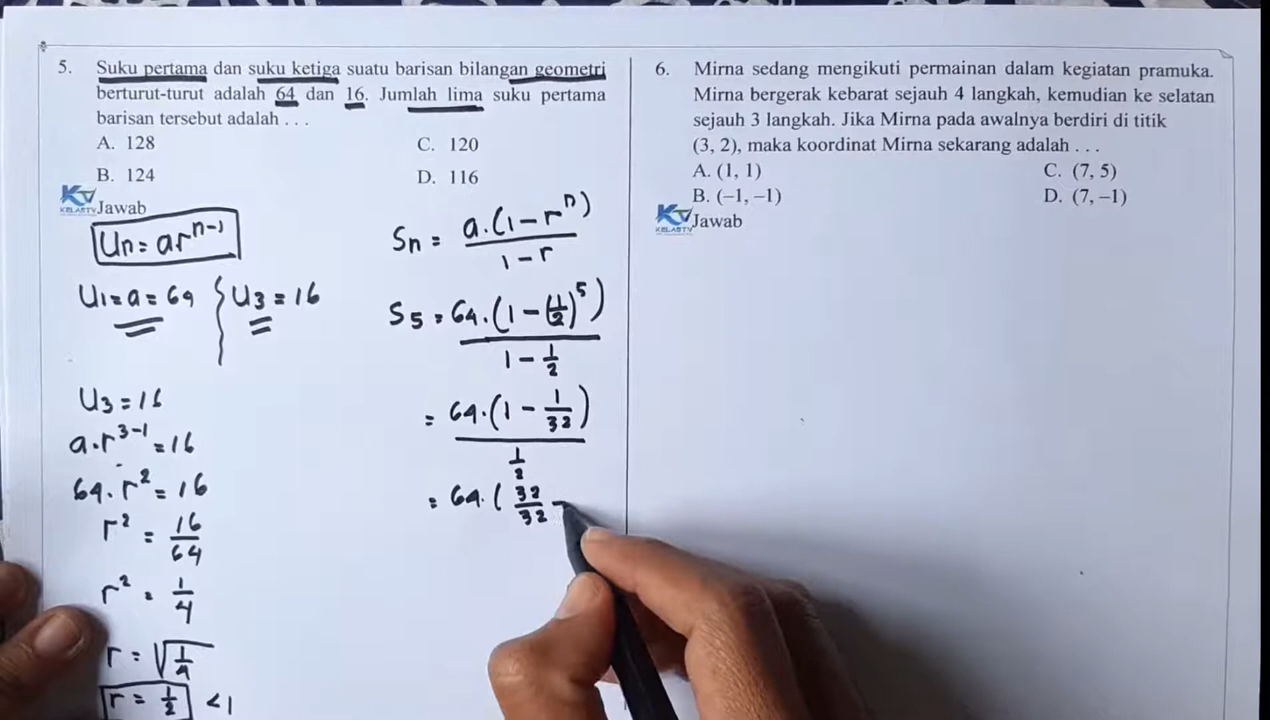 5. Suku pertama dan suku ketiga suatu barisan bilangan geometri
berturut-turut adalah 64 dan 16. Jumlah lima suku pertama
barisan tersebut adalah . . .
A. 128
C. 120
B. 124
D. 116
KELASTV
Jawab
Un = ar^(n-1)
U1 = a = 64
U3 = 16
U3 = 16
a.r^(3-1) = 16
64. r² = 16
r² = 16/64
r² = 1/4
r = √(1/4)
r = 1/2 < 1
Sn = a.(1 - r^n) / 1 - r
S5 = 64.(1 - (1/2)^5) / 1 - 1/2
= 64.(1 - 1/32) / 1/2
= 64.( 32/32 -
6. Mirna sedang mengikuti permainan dalam kegiatan pramuka.
Mirna bergerak kebarat sejauh 4 langkah, kemudian ke selatan
sejauh 3 langkah. Jika Mirna pada awalnya berdiri di titik
(3, 2), maka koordinat Mirna sekarang adalah . . .
A. (1, 1)
C. (7, 5)
B. (−1, −1)
D. (7, −1)
KELASTV
Jawab